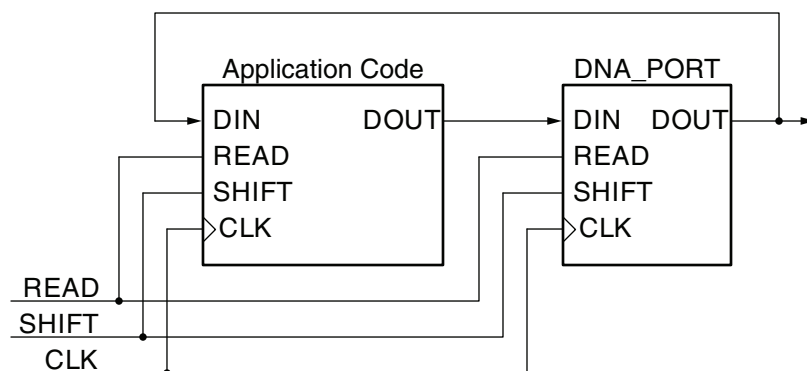 Application Code
DNA_PORT
DIN DOUT
READ
SHIFT
CLK
DIN DOUT
READ
SHIFT
CLK
READ
SHIFT
CLK